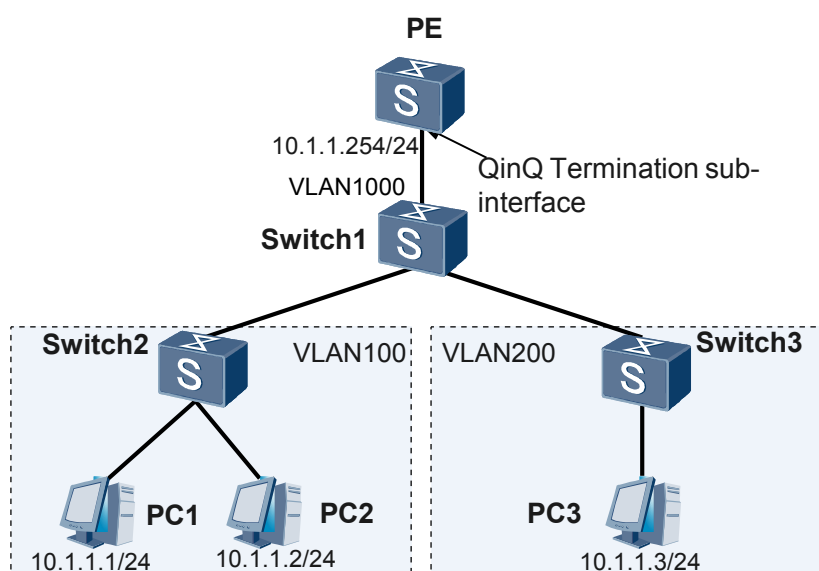 PE
S
10.1.1.254/24
QinQ Termination sub-
interface
VLAN1000
Switch1
S
Switch2
S
VLAN100
VLAN200
Switch3
S
PC1
PC2
PC3
10.1.1.1/24
10.1.1.2/24
10.1.1.3/24